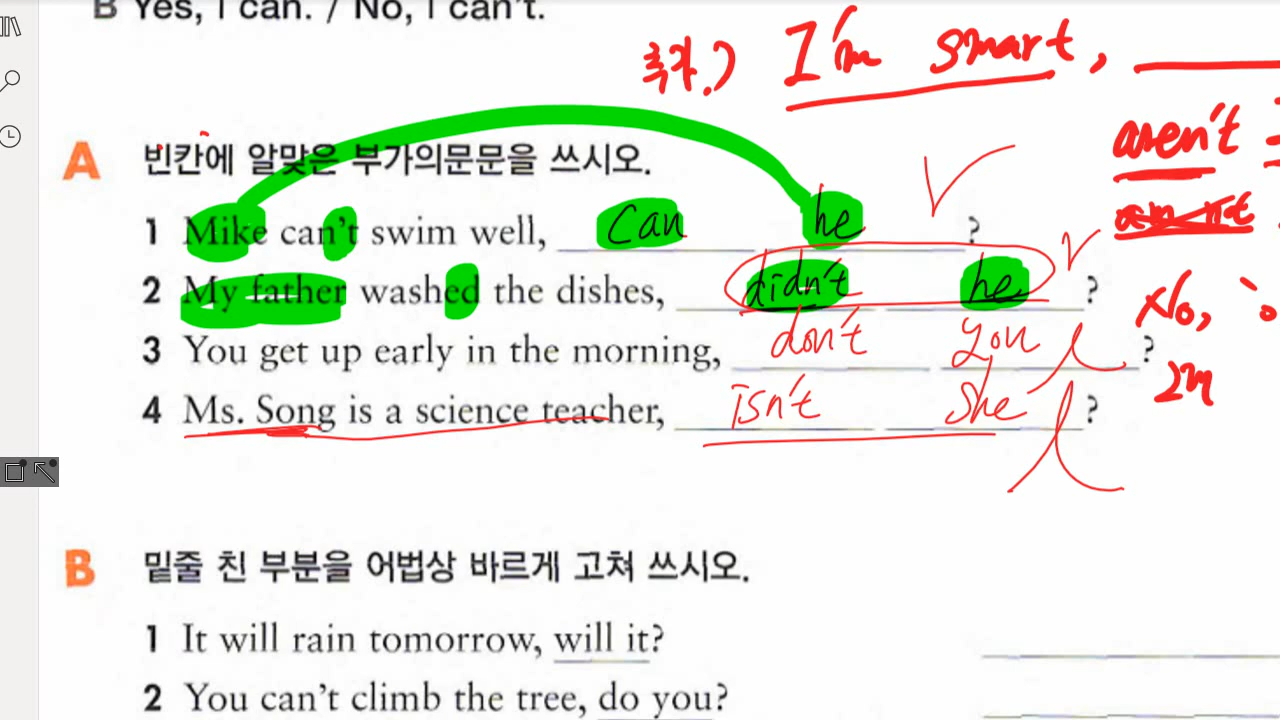 B Yes, I can. / No, I can't.
추가.) I'm smart,
aren't
am not
A 빈칸에 알맞은 부가의문문을 쓰시오.
1 Mike can't swim well, can he ?
2 My father washed the dishes, didn't he ?
3 You get up early in the morning, don't you ?
4 Ms. Song is a science teacher, isn't she ?
No,
B 밑줄 친 부분을 어법상 바르게 고쳐 쓰시오.
1 It will rain tomorrow, will it?
2 You can't climb the tree, do you?